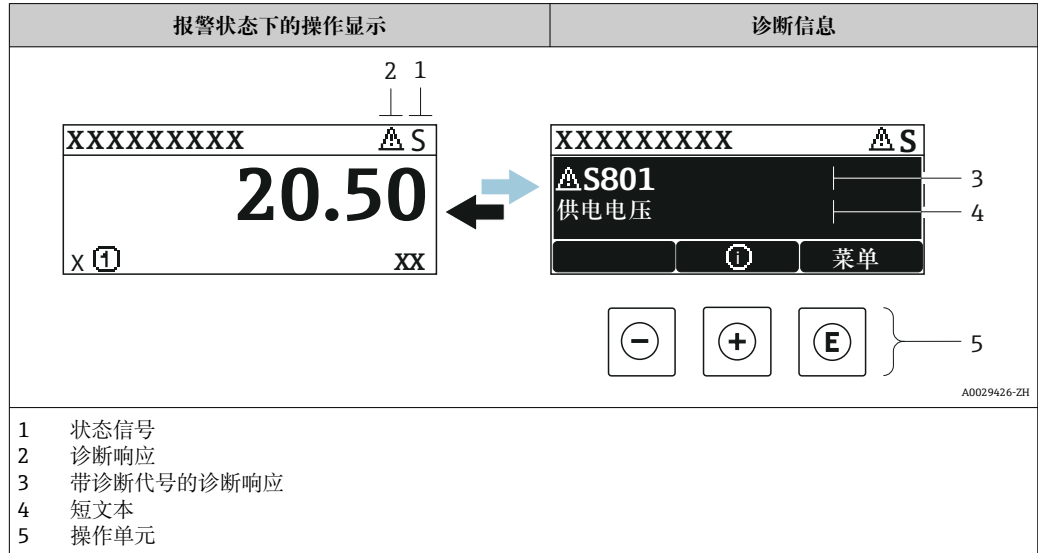 报警状态下的操作显示
诊断信息
2 1
XXXXXXXXX ⚠ S
20.50
X ① XX
XXXXXXXXX ⚠ S
⚠S801
供电电压
ⓘ 菜单
3
4
− + E
5
A0029426-ZH
1 状态信号
2 诊断响应
3 带诊断代号的诊断响应
4 短文本
5 操作单元